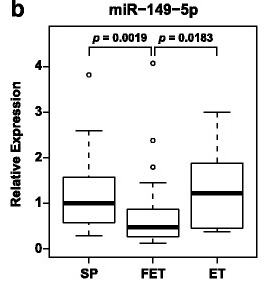 b
miR−149−5p
p = 0.0019 p = 0.0183
Relative Expression
4
3
2
1
0
SP FET ET